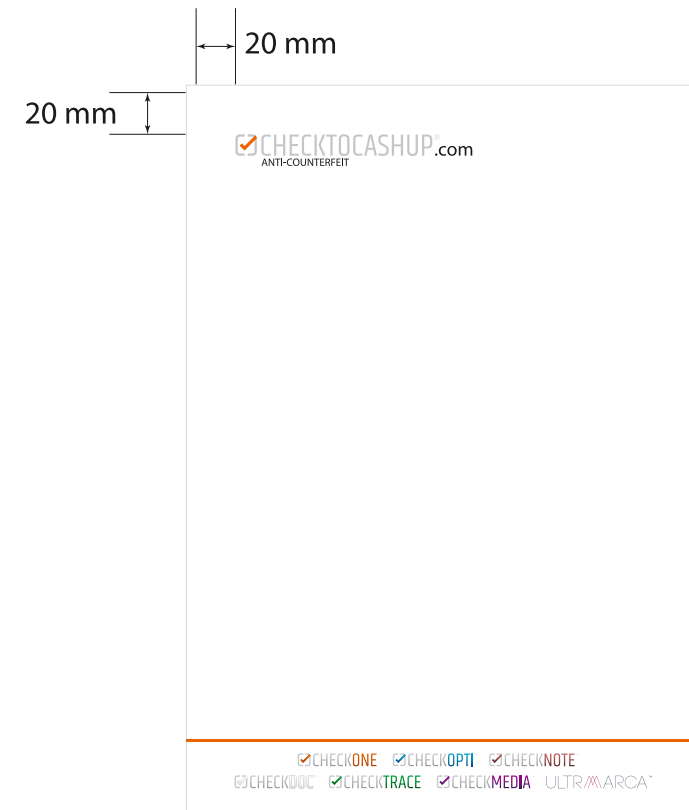 20 mm
20 mm
CHECKTOCASHUP®.com
ANTI-COUNTERFEIT
CHECKONE CHECKOPTI CHECKNOTE
CHECKDOC CHECKTRACE CHECKMEDIA ULTRAMARCA